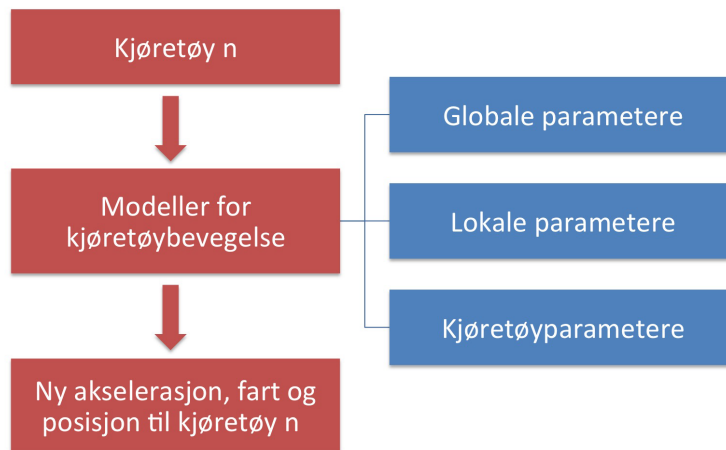 Kjøretøy n
Globale parametere
Modeller for
kjøretøybevegelse
Lokale parametere
Kjøretøyparametere
Ny akselerasjon, fart og
posisjon til kjøretøy n